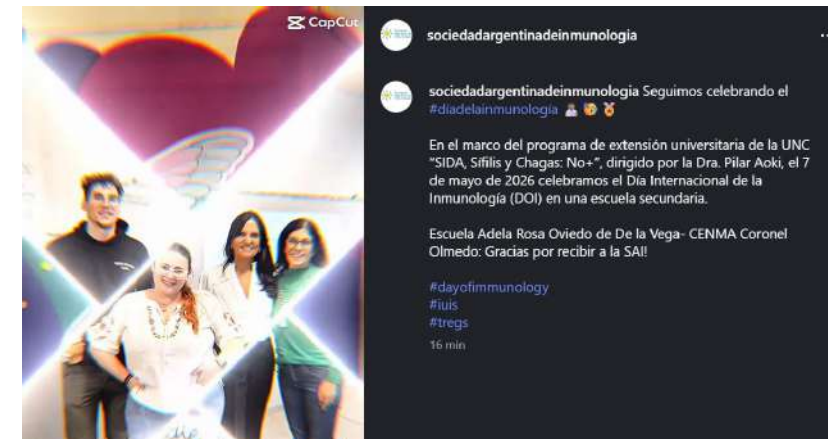 CapCut
sociedadargentinadeinmunologia
sociedadargentinadeinmunologia Seguimos celebrando el
#díadelainmunología
En el marco del programa de extensión universitaria de la UNC
"SIDA, Sífilis y Chagas: No+", dirigido por la Dra. Pilar Aoki, el 7
de mayo de 2026 celebramos el Día Internacional de la
Inmunología (DOI) en una escuela secundaria.
Escuela Adela Rosa Oviedo de De la Vega- CENMA Coronel
Olmedo: Gracias por recibir a la SAI!
#dayofimmunology
#iuis
#tregs
16 min